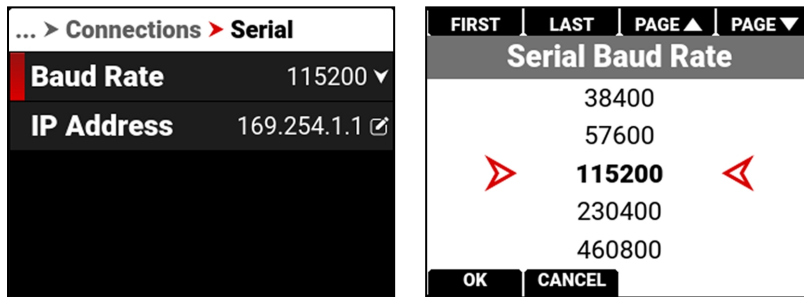 ... > Connections > Serial
Baud Rate 115200
IP Address 169.254.1.1
FIRST LAST PAGE▲ PAGE▼
Serial Baud Rate
38400
57600
115200
230400
460800
OK CANCEL